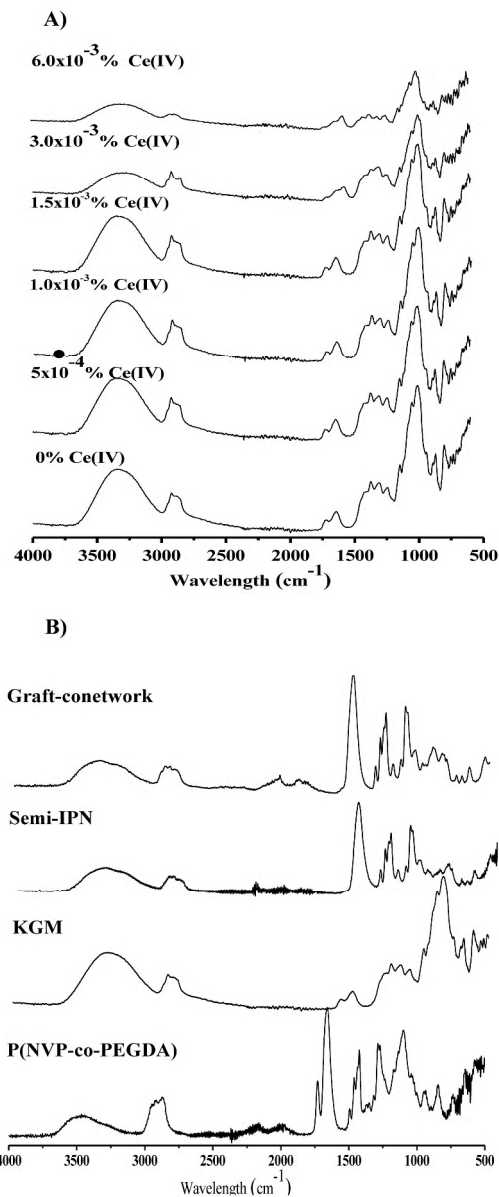 A)
6.0x10-3% Ce(IV)
3.0x10-3% Ce(IV)
1.5x10-3% Ce(IV)
1.0x10-3% Ce(IV)
5x10-4% Ce(IV)
0% Ce(IV)
4000 3500 3000 2500 2000 1500 1000 500
Wavelength (cm-1)
B)
Graft-conetwork
Semi-IPN
KGM
P(NVP-co-PEGDA)
4000 3500 3000 2500 2000 1500 1000 500
Wavelength (cm-1)